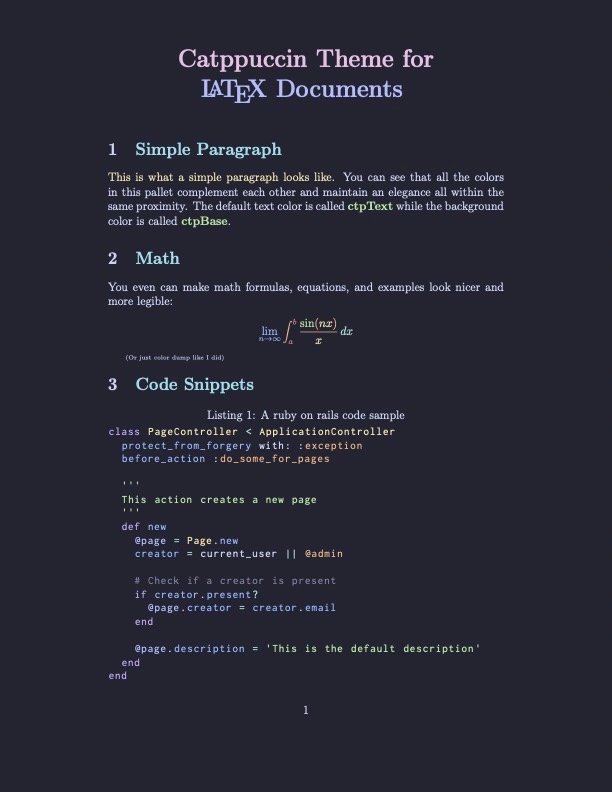 Catppuccin Theme for
LATEX Documents
1 Simple Paragraph
This is what a simple paragraph looks like. You can see that all the colors
in this pallet complement each other and maintain an elegance all within the
same proximity. The default text color is called ctpText while the background
color is called ctpBase.
2 Math
You even can make math formulas, equations, and examples look nicer and
more legible:
lim n→∞ ∫ₐᵇ sin(nx)/x dx
(Or just color dump like I did)
3 Code Snippets
Listing 1: A ruby on rails code sample
class PageController < ApplicationController
  protect_from_forgery with: :exception
  before_action :do_some_for_pages
  '''
  This action creates a new page
  '''
  def new
    @page = Page.new
    creator = current_user || @admin
    # Check if a creator is present
    if creator.present?
      @page.creator = creator.email
    end
    @page.description = 'This is the default description'
  end
end
1